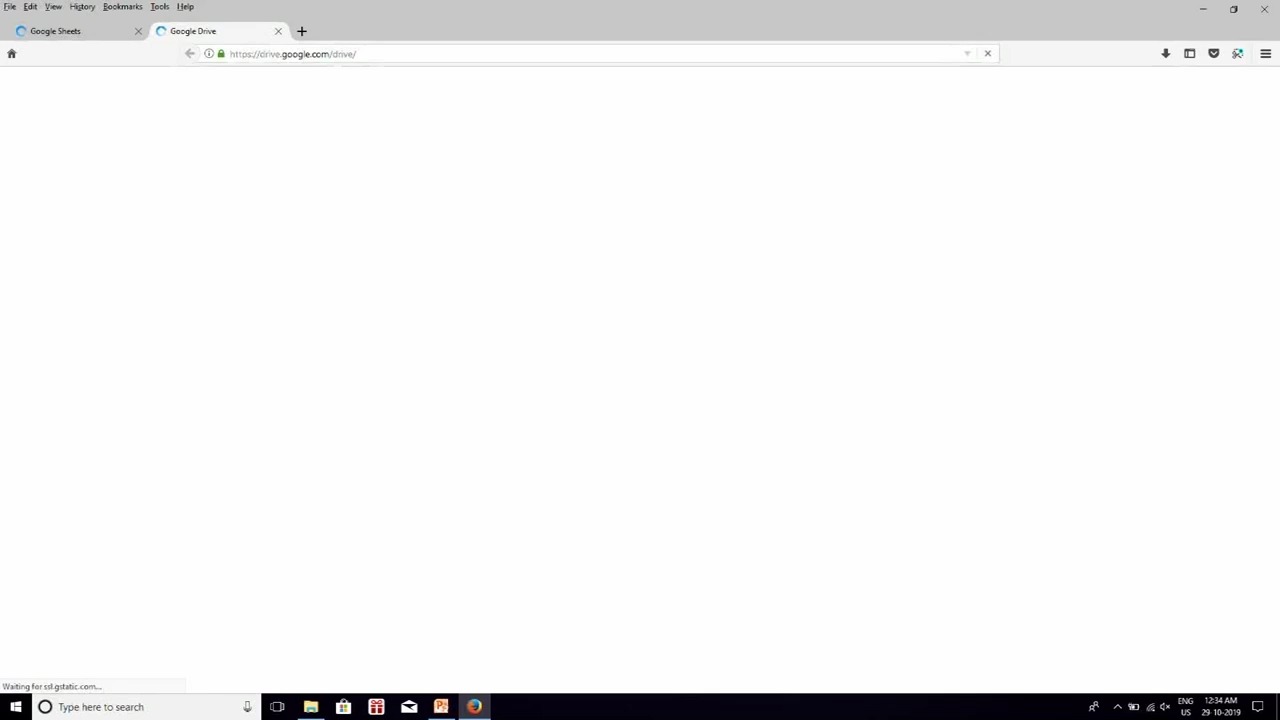 File Edit View History Bookmarks Tools Help
Google Sheets
Google Drive
https://drive.google.com/drive/
Waiting for ssl.gstatic.com...
Type here to search
ENG
US
12:34 AM
29-10-2019